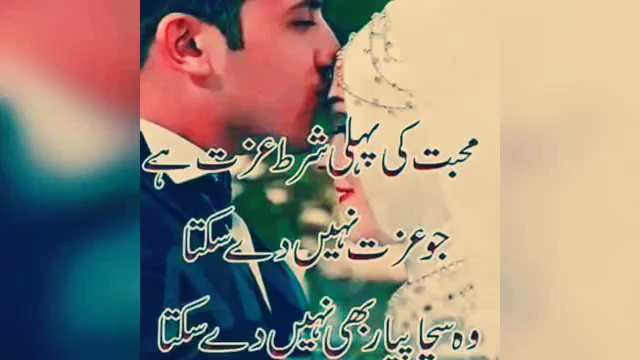 محبت کی پہلی شرط عزت ہے
جو عزت نہیں دے سکتا
وہ سچا پیار بھی نہیں دے سکتا